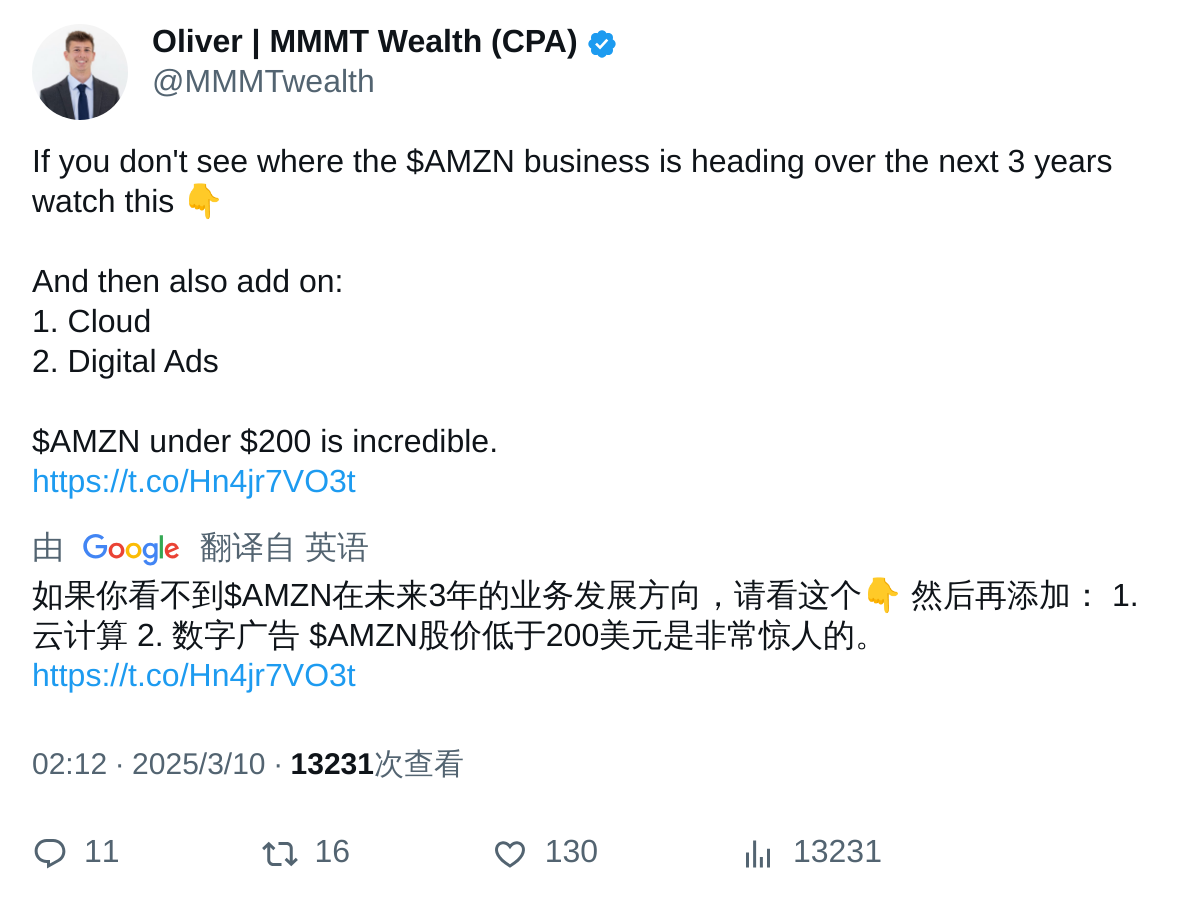 Oliver | MMMT Wealth (CPA)
@MMMTwealth
If you don't see where the $AMZN business is heading over the next 3 years
watch this 👇
And then also add on:
1. Cloud
2. Digital Ads
$AMZN under $200 is incredible.
https://t.co/Hn4jr7VO3t
由 Google 翻译自 英语
如果你看不到$AMZN在未来3年的业务发展方向，请看这个👇 然后再添加： 1.
云计算 2. 数字广告 $AMZN股价低于200美元是非常惊人的。
https://t.co/Hn4jr7VO3t
02:12 · 2025/3/10 · 13231次查看
11 16 130 13231